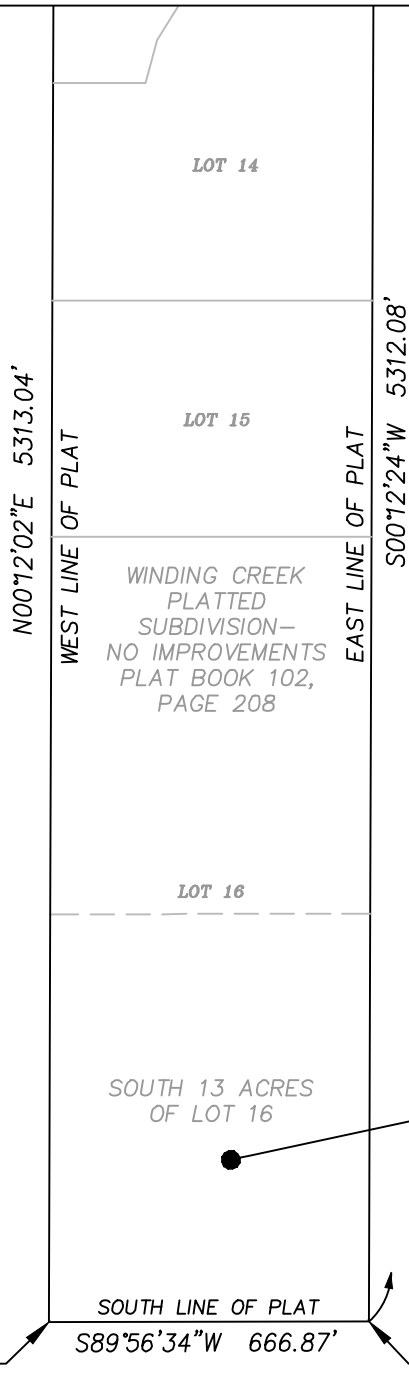 LOT 14
N00°12'02"E 5313.04'
WEST LINE OF PLAT
LOT 15
EAST LINE OF PLAT
S00°12'24"W 5312.08'
WINDING CREEK
PLATTED
SUBDIVISION–
NO IMPROVEMENTS
PLAT BOOK 102,
PAGE 208
LOT 16
SOUTH 13 ACRES
OF LOT 16
SOUTH LINE OF PLAT
S89°56'34"W 666.87'